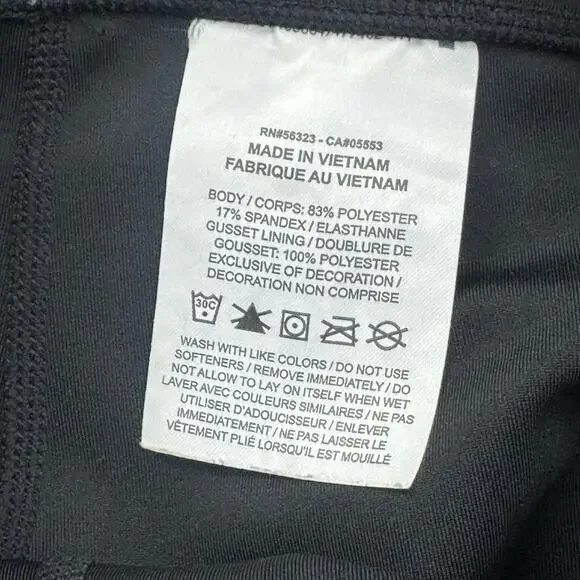 RN#56323 - CA#05553
MADE IN VIETNAM
FABRIQUE AU VIETNAM
BODY / CORPS: 83% POLYESTER
17% SPANDEX / ELASTHANNE
GUSSET LINING / DOUBLURE DE
GOUSSET: 100% POLYESTER
EXCLUSIVE OF DECORATION /
DECORATION NON COMPRISE
30C
WASH WITH LIKE COLORS / DO NOT USE
SOFTENERS / REMOVE IMMEDIATELY / DO
NOT ALLOW TO LAY ON ITSELF WHEN WET
LAVER AVEC COULEURS SIMILAIRES / NE PAS
UTILISER D'ADOUCISSEUR / ENLEVER
IMMEDIATEMENT / NE PAS LAISSER LE
VÊTEMENT PLIÉ LORSQU'IL EST MOUILLÉ